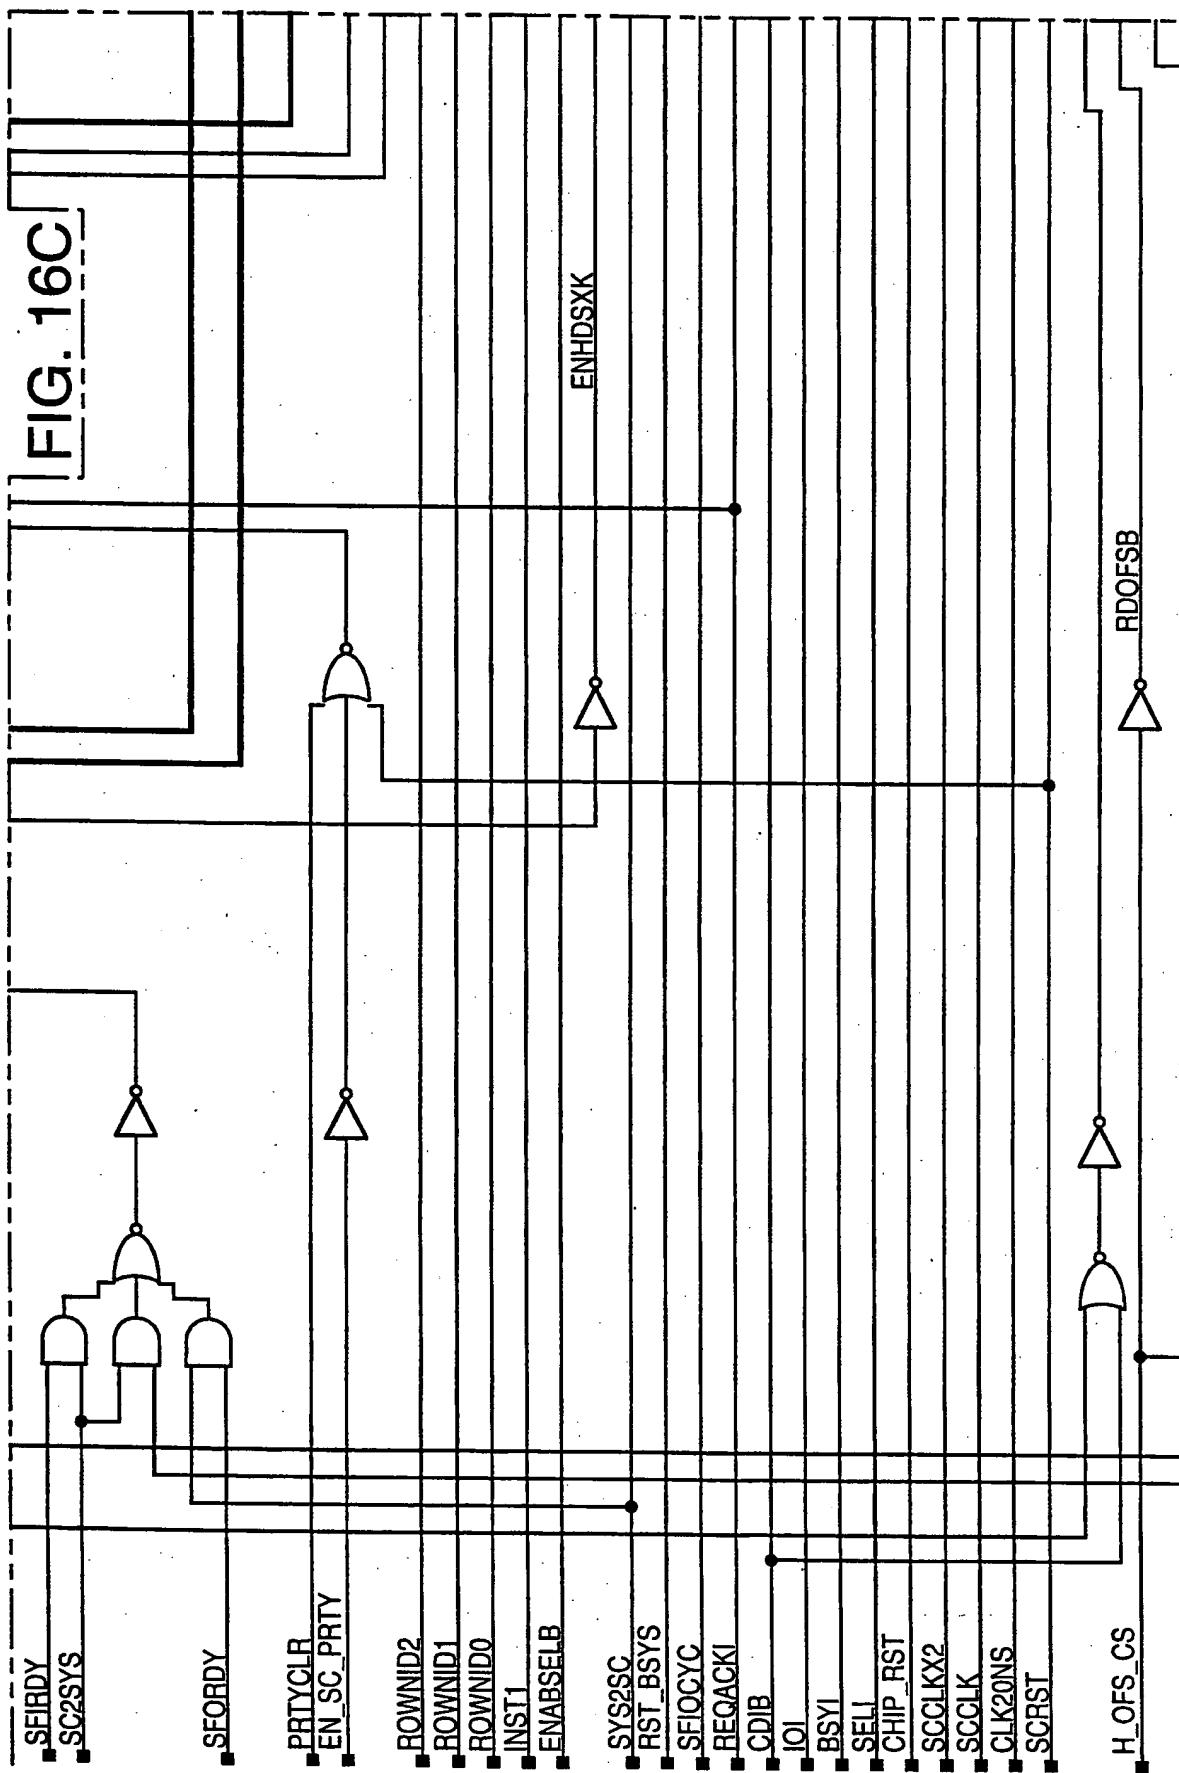 FIG. 16C
SFIRDY
SC2SYS
SFORDY
PRTYCLR
EN_SC_PRTY
ROWNID2
ROWNID1
ROWNID0
INST1
ENABSELB
ENHDSXK
SYS2SC
RST_BSYS
SFIOCYC
REQACKI
CDIB
IOI
BSYI
SELI
CHIP_RST
SCCLKX2
SCCLK
CLK20NS
SCRST
RDOFSB
H_OFS_CS